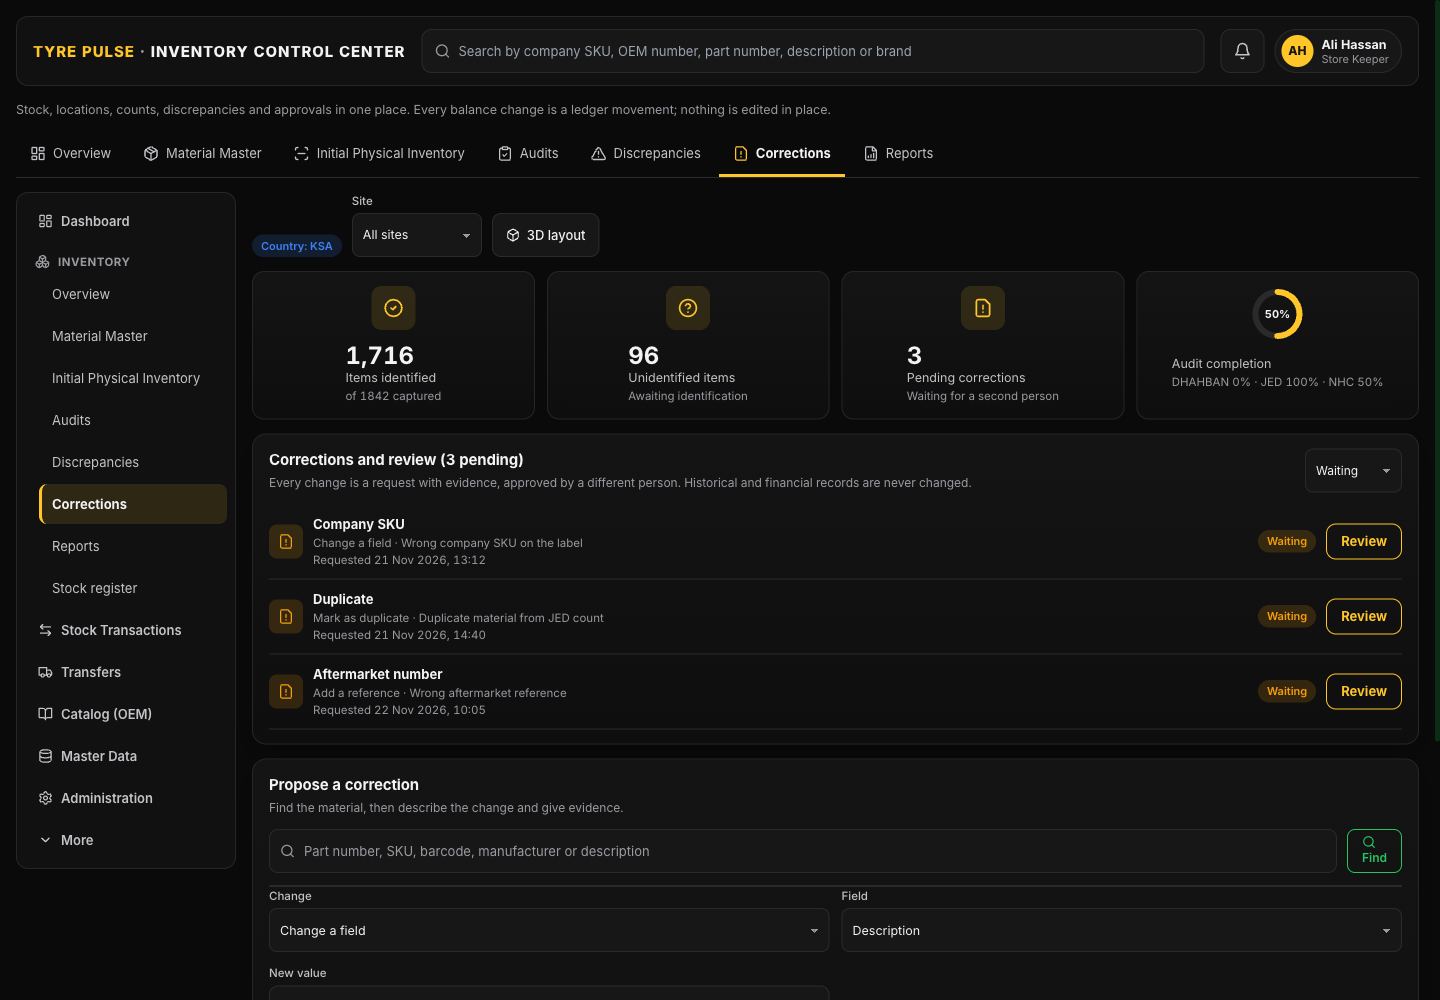 TYRE PULSE · INVENTORY CONTROL CENTER
Search by company SKU, OEM number, part number, description or brand
AH
Ali Hassan
Store Keeper
Stock, locations, counts, discrepancies and approvals in one place. Every balance change is a ledger movement; nothing is edited in place.
Overview
Material Master
Initial Physical Inventory
Audits
Discrepancies
Corrections
Reports
Dashboard
INVENTORY
Overview
Material Master
Initial Physical Inventory
Audits
Discrepancies
Corrections
Reports
Stock register
Stock Transactions
Transfers
Catalog (OEM)
Master Data
Administration
More
Country: KSA
Site
All sites
3D layout
1,716
Items identified
of 1842 captured
96
Unidentified items
Awaiting identification
3
Pending corrections
Waiting for a second person
50%
Audit completion
DHAHBAN 0% · JED 100% · NHC 50%
Corrections and review (3 pending)
Every change is a request with evidence, approved by a different person. Historical and financial records are never changed.
Waiting
Company SKU
Change a field · Wrong company SKU on the label
Requested 21 Nov 2026, 13:12
Waiting
Review
Duplicate
Mark as duplicate · Duplicate material from JED count
Requested 21 Nov 2026, 14:40
Waiting
Review
Aftermarket number
Add a reference · Wrong aftermarket reference
Requested 22 Nov 2026, 10:05
Waiting
Review
Propose a correction
Find the material, then describe the change and give evidence.
Part number, SKU, barcode, manufacturer or description
Find
Change
Change a field
Field
Description
New value